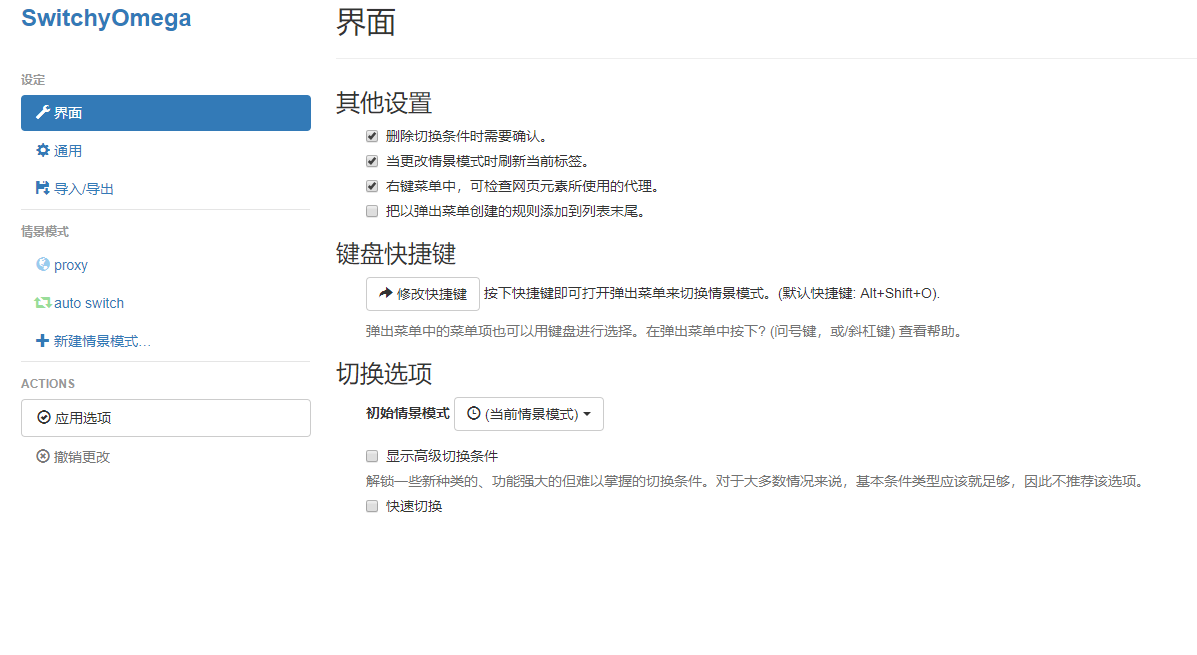 SwitchyOmega
设定
界面
通用
导入/导出
情景模式
proxy
auto switch
新建情景模式…
ACTIONS
应用选项
撤销更改
界面
其他设置
删除切换条件时需要确认。
当更改情景模式时刷新当前标签。
右键菜单中，可检查网页元素所使用的代理。
把以弹出菜单创建的规则添加到列表末尾。
键盘快捷键
修改快捷键 按下快捷键即可打开弹出菜单来切换情景模式。(默认快捷键: Alt+Shift+O).
弹出菜单中的菜单项也可以用键盘进行选择。在弹出菜单中按下? (问号键，或/斜杠键) 查看帮助。
切换选项
初始情景模式 (当前情景模式)
显示高级切换条件
解锁一些新种类的、功能强大的但难以掌握的切换条件。对于大多数情况来说，基本条件类型应该就足够，因此不推荐该选项。
快速切换